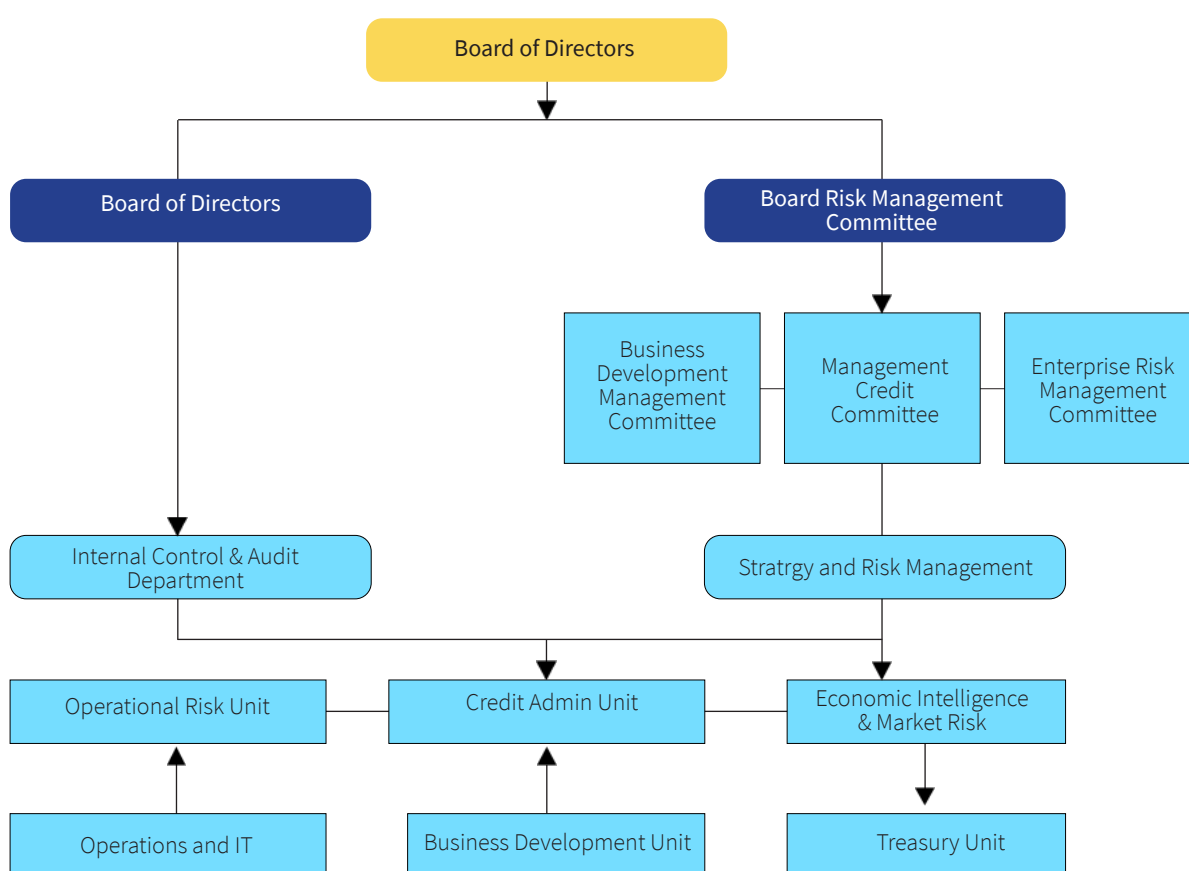 Board of Directors
Board of Directors
Board Risk Management
Committee
Business
Development
Management
Committee
Management
Credit
Committee
Enterprise Risk
Management
Committee
Internal Control & Audit
Department
Stratrgy and Risk Management
Operational Risk Unit
Credit Admin Unit
Economic Intelligence
& Market Risk
Operations and IT
Business Development Unit
Treasury Unit